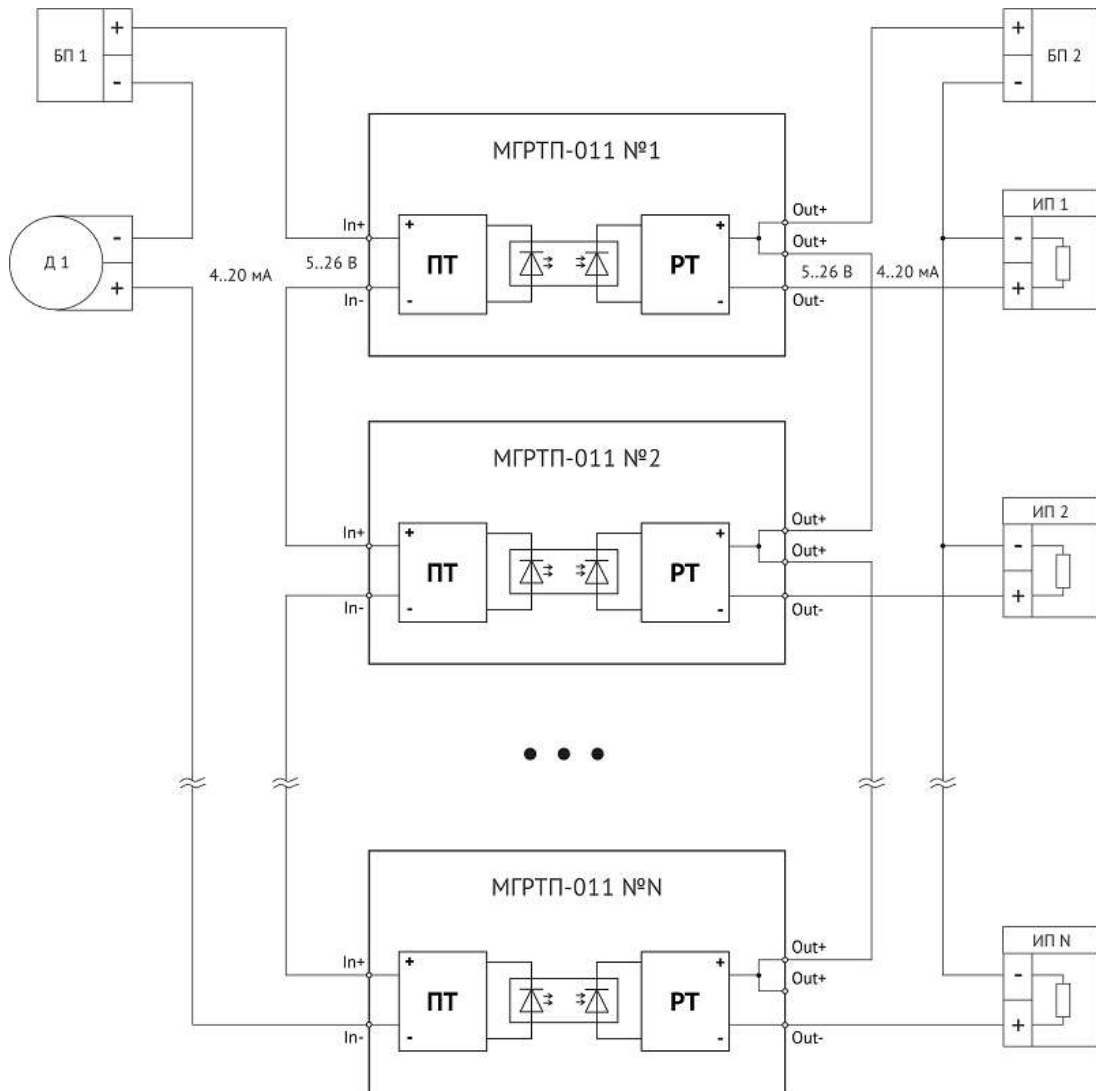 БП 1
+
-
+
-
БП 2
МГРТП-011 №1
Д 1
-
+
4..20 мА
5..26 В
In+
In-
+
ПТ
-
+
РТ
-
Out+
Out+
Out-
5..26 В
4..20 мА
ИП 1
-
+
МГРТП-011 №2
In+
In-
+
ПТ
-
+
РТ
-
Out+
Out+
Out-
ИП 2
-
+
МГРТП-011 №N
In+
In-
+
ПТ
-
+
РТ
-
Out+
Out+
Out-
ИП N
-
+